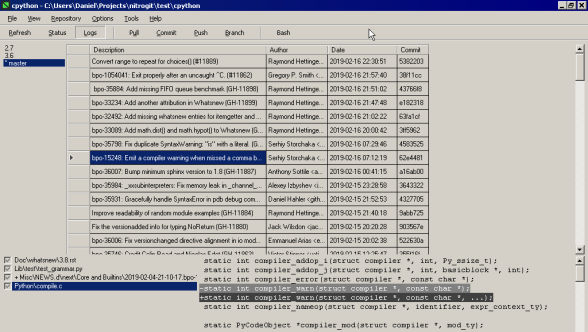 cpython - C:\Users\Daniel\Projects\nitrogit\test\cpython
File View Repository Options Tools Help
Refresh Status Logs Pull Commit Push Branch Bash
2.7
3.6
* master
Description Author Date Commit
Convert range to repeat for choices() (#11889) Raymond Hettinge... 2019-02-16 22:30:51 5382203
bpo-1054041: Exit properly after an uncaught ^C. (#11862) Gregory P. Smith <... 2019-02-16 21:57:40 38f11cc
bpo-35884: Add missing FIFO queue benchmark (GH-11898) Raymond Hettinge... 2019-02-16 21:51:02
bpo-33234: Add another attribution in Whatsnew (GH-11899) Raymond Hettinge... 2019-02-16 21:47:48 e182318
bpo-32492: Add missing whatsnew entries for itemgetter and ... Raymond Hettinge... 2019-02-16 21:02:22 63fa1cf
bpo-33089: Add math.dist() and math.hypot() to Whatsnew (G... Raymond Hettinge... 2019-02-16 20:00:42 3ff5962
bpo-35798: Fix duplicate SyntaxWarning: "is" with a literal. (G... Serhiy Storchaka <... 2019-02-16 07:29:46 4583525
bpo-15248: Emit a compiler warning when missed a comma b... Serhiy Storchaka <... 2019-02-16 07:12:19 62e4481
bpo-36007: Bump minimum sphinx version to 1.8 (GH-11887) Anthony Sottile <a... 2019-02-16 00:41:15 a16ab00
bpo-35984: _xxsubinterpreters: Fix memory leak in _channel_... Alexey Izbyshev <i... 2019-02-15 23:28:58 3643322
bpo-35931: Gracefully handle SyntaxError in pdb debug com... Daniel Hahler <gith... 2019-02-15 21:52:53 4327705
Improve readability of random module examples (GH-11884) Raymond Hettinge... 2019-02-15 21:40:18 9abb725
Fix the versionadded info for typing.NoReturn (GH-11880) Jack Wilsdon <jac... 2019-02-15 20:20:28 903567e
bpo-36006: Fix versionchanged directive alignment in io mod... Emmanuel Arias <e... 2019-02-15 20:02:38 522630a
Doc\whatsnew\3.8.rst
Lib\test\test_grammar.py
+ Misc\NEWS.d\next\Core and Builtins\2019-02-04-21-10-17.bpo-
Python\compile.c
static int compiler_addop_i(struct compiler *, int, Py_ssize_t);
static int compiler_addop_j(struct compiler *, int, basicblock *, int);
static int compiler_error(struct compiler *, const char *);
-static int compiler_warn(struct compiler *, const char *);
+static int compiler_warn(struct compiler *, const char *, ...);
static int compiler_nameop(struct compiler *, identifier, expr_context_ty);
static PyCodeObject *compiler_mod(struct compiler *, mod_ty);